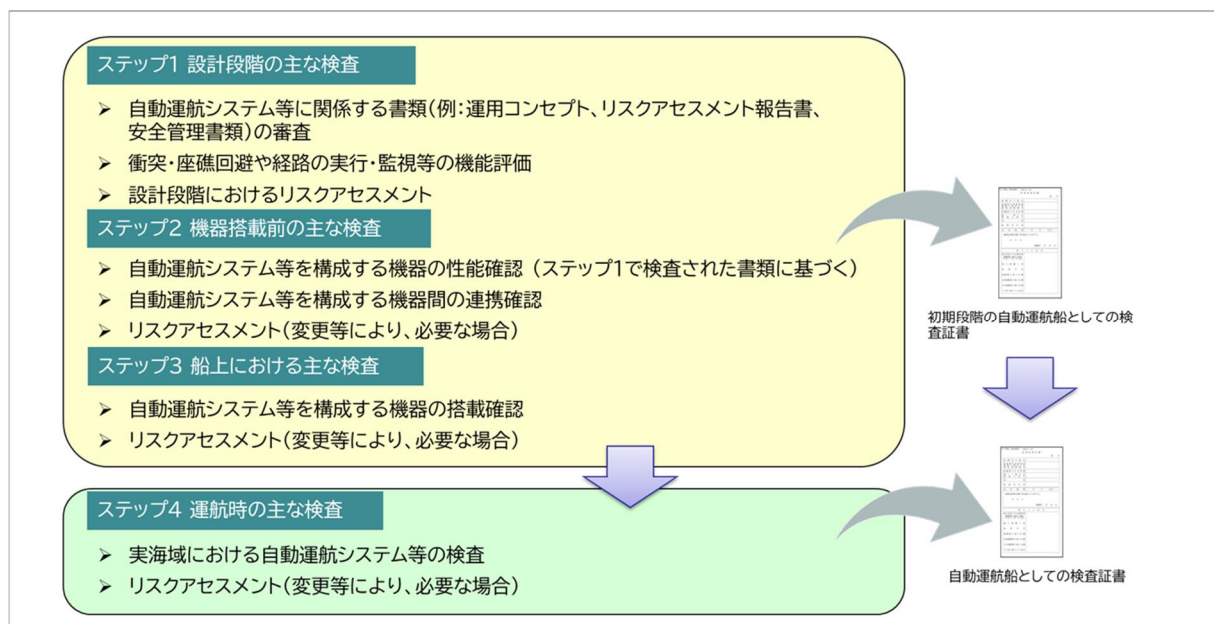 ステップ1 設計段階の主な検査
➢ 自動運航システム等に関係する書類(例:運用コンセプト、リスクアセスメント報告書、
安全管理書類)の審査
➢ 衝突・座礁回避や経路の実行・監視等の機能評価
➢ 設計段階におけるリスクアセスメント
ステップ2 機器搭載前の主な検査
➢ 自動運航システム等を構成する機器の性能確認 (ステップ1で検査された書類に基づく)
➢ 自動運航システム等を構成する機器間の連携確認
➢ リスクアセスメント(変更等により、必要な場合)
ステップ3 船上における主な検査
➢ 自動運航システム等を構成する機器の搭載確認
➢ リスクアセスメント(変更等により、必要な場合)
初期段階の自動運航船としての検
査証書
ステップ4 運航時の主な検査
➢ 実海域における自動運航システム等の検査
➢ リスクアセスメント(変更等により、必要な場合)
自動運航船としての検査証書